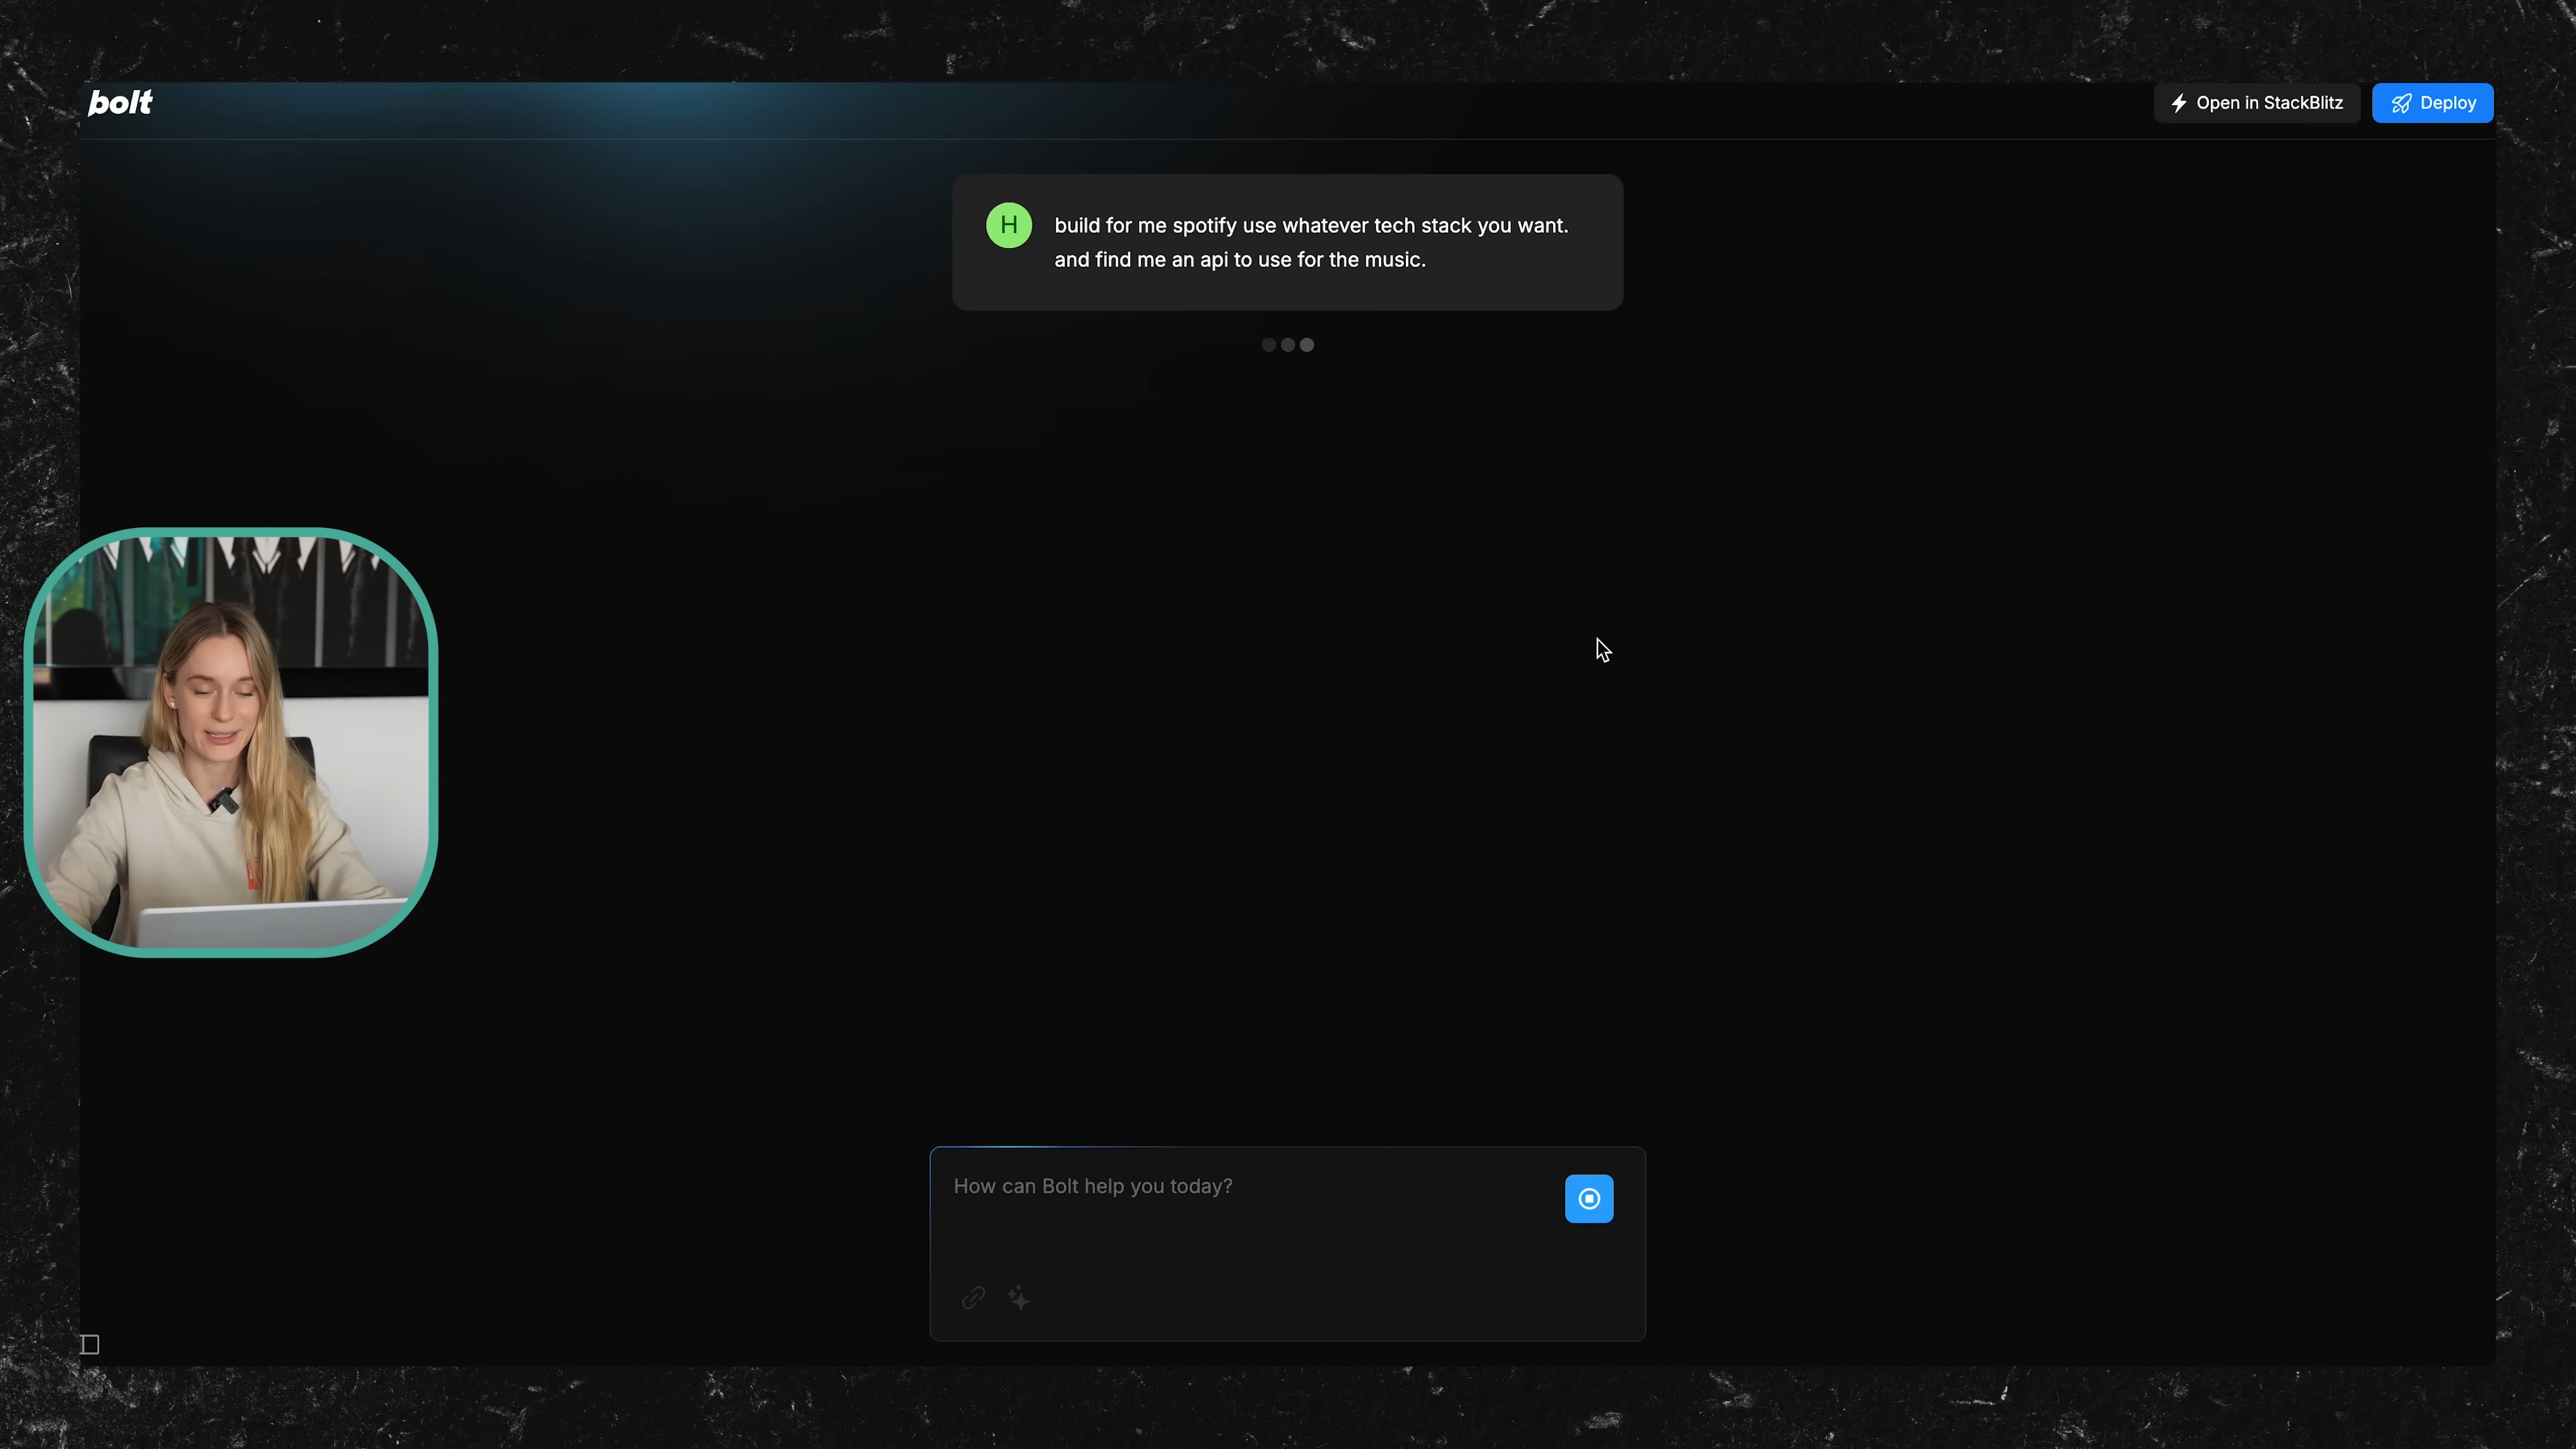 bolt
Open in StackBlitz
Deploy
H
build for me spotify use whatever tech stack you want.
and find me an api to use for the music.
How can Bolt help you today?